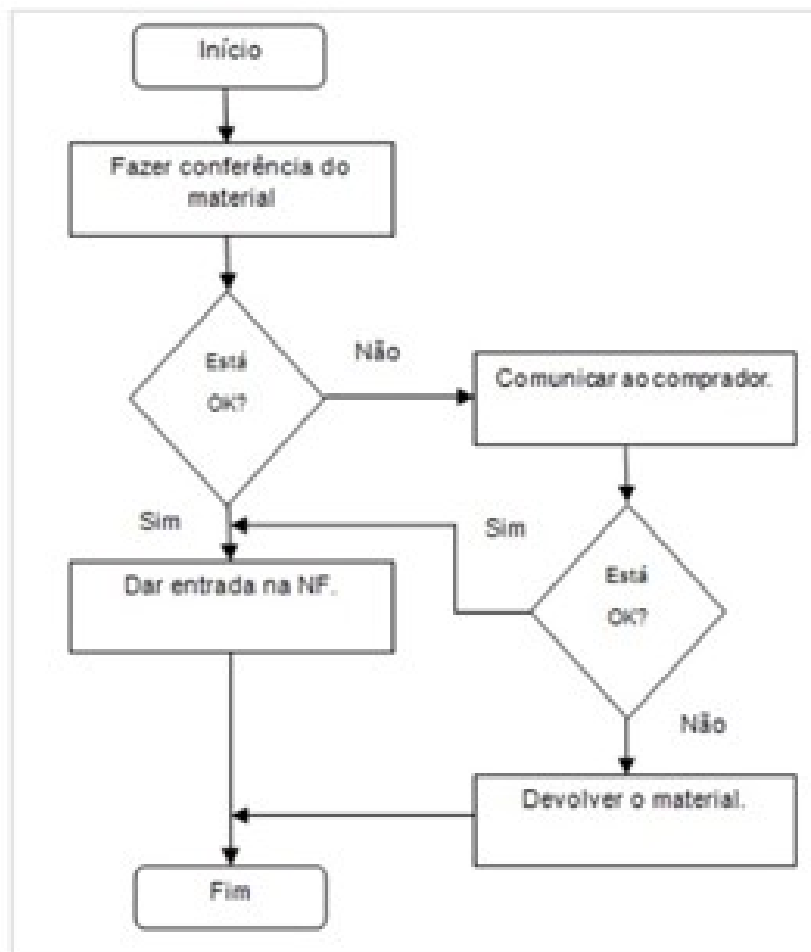 Início
Fazer conferência do
material
Está
OK?
Não
Comunicar ao comprador.
Sim
Dar entrada na NF.
Sim
Está
OK?
Não
Devolver o material.
Fim